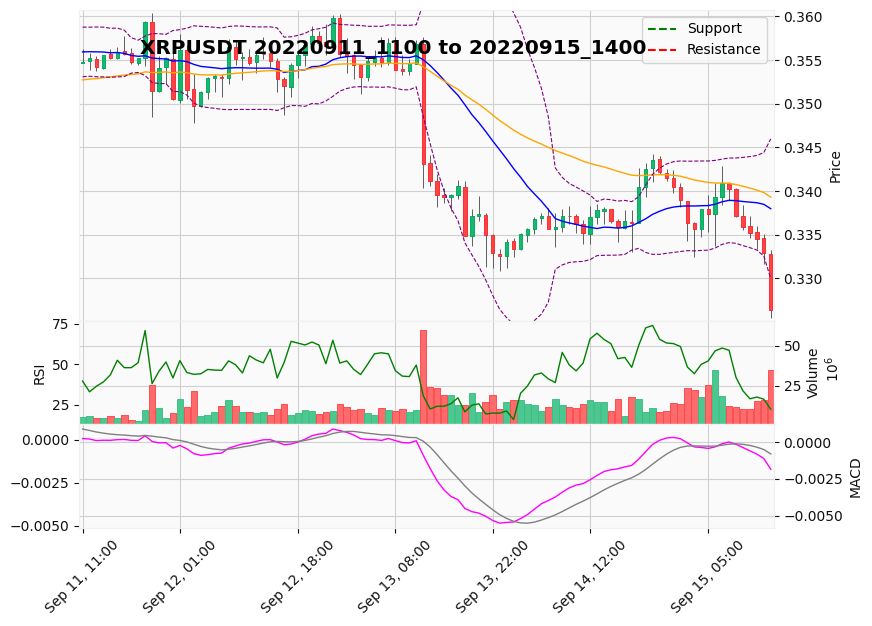 XRPUSDT 20220911_1100 to 20220915_1400
Support
Resistance
0.360
0.355
0.350
0.345
0.340
0.335
0.330
Price
75
50
25
RSI
50
25
Volume
10^6
0.0000
−0.0025
−0.0050
0.0000
−0.0025
−0.0050
MACD
Sep 11, 11:00
Sep 12, 01:00
Sep 12, 18:00
Sep 13, 08:00
Sep 13, 22:00
Sep 14, 12:00
Sep 15, 05:00